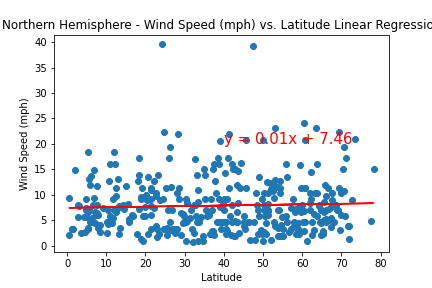 Northern Hemisphere - Wind Speed (mph) vs. Latitude Linear Regressio
40
35
30
25
20
15
10
5
0
Wind Speed (mph)
y = 0.01x + 7.46
0 10 20 30 40 50 60 70 80
Latitude